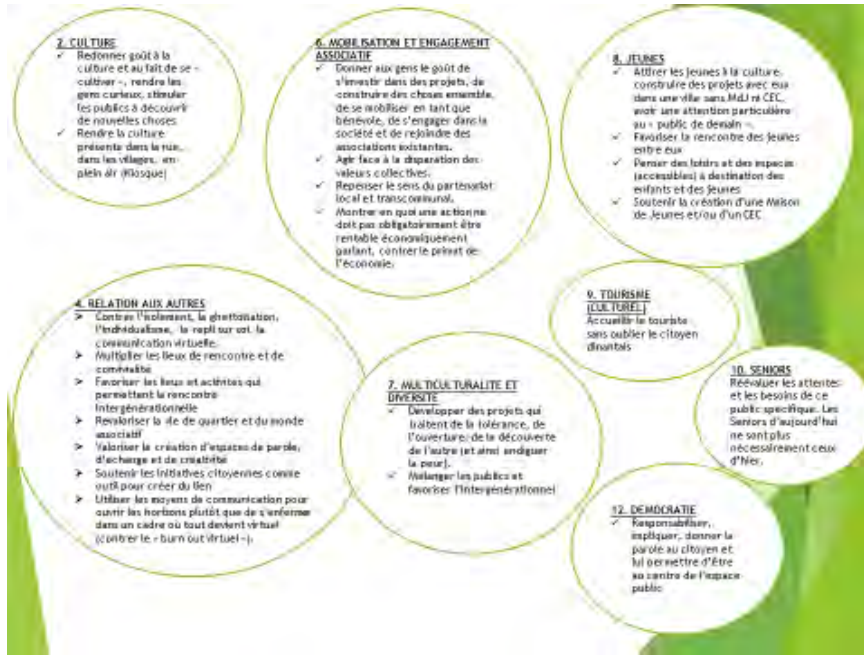 2. CULTURE
✓ Redonner goût à la
culture et au fait de se «
cultiver », rendre les
gens curieux, stimuler
les publics à découvrir
de nouvelles choses
✓ Rendre la culture
présente dans la rue,
dans les villages, en
plein air (Kiosque)
6. MOBILISATION ET ENGAGEMENT
ASSOCIATIF
✓ Donner aux gens le goût de
s'investir dans des projets, de
construire des choses ensemble,
de se mobiliser en tant que
bénévole, de s'engager dans la
société et de rejoindre des
associations existantes.
✓ Agir face à la disparation des
valeurs collectives.
✓ Repenser le sens du partenariat
local et transcommunal.
✓ Montrer en quoi une action ne
doit pas obligatoirement être
rentable économiquement
parlant, contrer le primat de
l'économie.
8. JEUNES
✓ Attirer les jeunes à la culture,
construire des projets avec eux
dans une ville sans MdJ ni CEC,
avoir une attention particulière
au « public de demain ».
✓ Favoriser la rencontre des jeunes
entre eux
✓ Penser des loisirs et des espaces
(accessibles) à destination des
enfants et des jeunes
✓ Soutenir la création d'une Maison
de Jeunes et/ou d'un CEC
4. RELATION AUX AUTRES
➢ Contrer l'isolement, la ghettoïsation,
l'individualisme, le repli sur soi, la
communication virtuelle.
➢ Multiplier les lieux de rencontre et de
convivialité
➢ Favoriser les lieux et activités qui
permettent la rencontre
intergénérationnelle
➢ Revaloriser la vie de quartier et du monde
associatif
➢ Valoriser la création d'espaces de parole,
d'échange et de créativité
➢ Soutenir les initiatives citoyennes comme
outil pour créer du lien
➢ Utiliser les moyens de communication pour
ouvrir les horizons plutôt que de s'enfermer
dans un cadre où tout devient virtuel
(contrer le « burn out virtuel »).
7. MULTICULTURALITE ET
DIVERSITE
✓ Développer des projets qui
traitent de la tolérance, de
l'ouverture, de la découverte
de l'autre (et ainsi endiguer
la peur).
✓ Mélanger les publics et
favoriser l'intergénérationnel
9. TOURISME
(CULTUREL)
Accueillir le touriste
sans oublier le citoyen
dinantais
10. SENIORS
Réévaluer les attentes
et les besoins de ce
public spécifique. Les
Seniors d'aujourd'hui
ne sont plus
nécessairement ceux
d'hier.
12. DEMOCRATIE
✓ Responsabiliser,
impliquer, donner la
parole au citoyen et
lui permettre d'être
au centre de l'espace
public